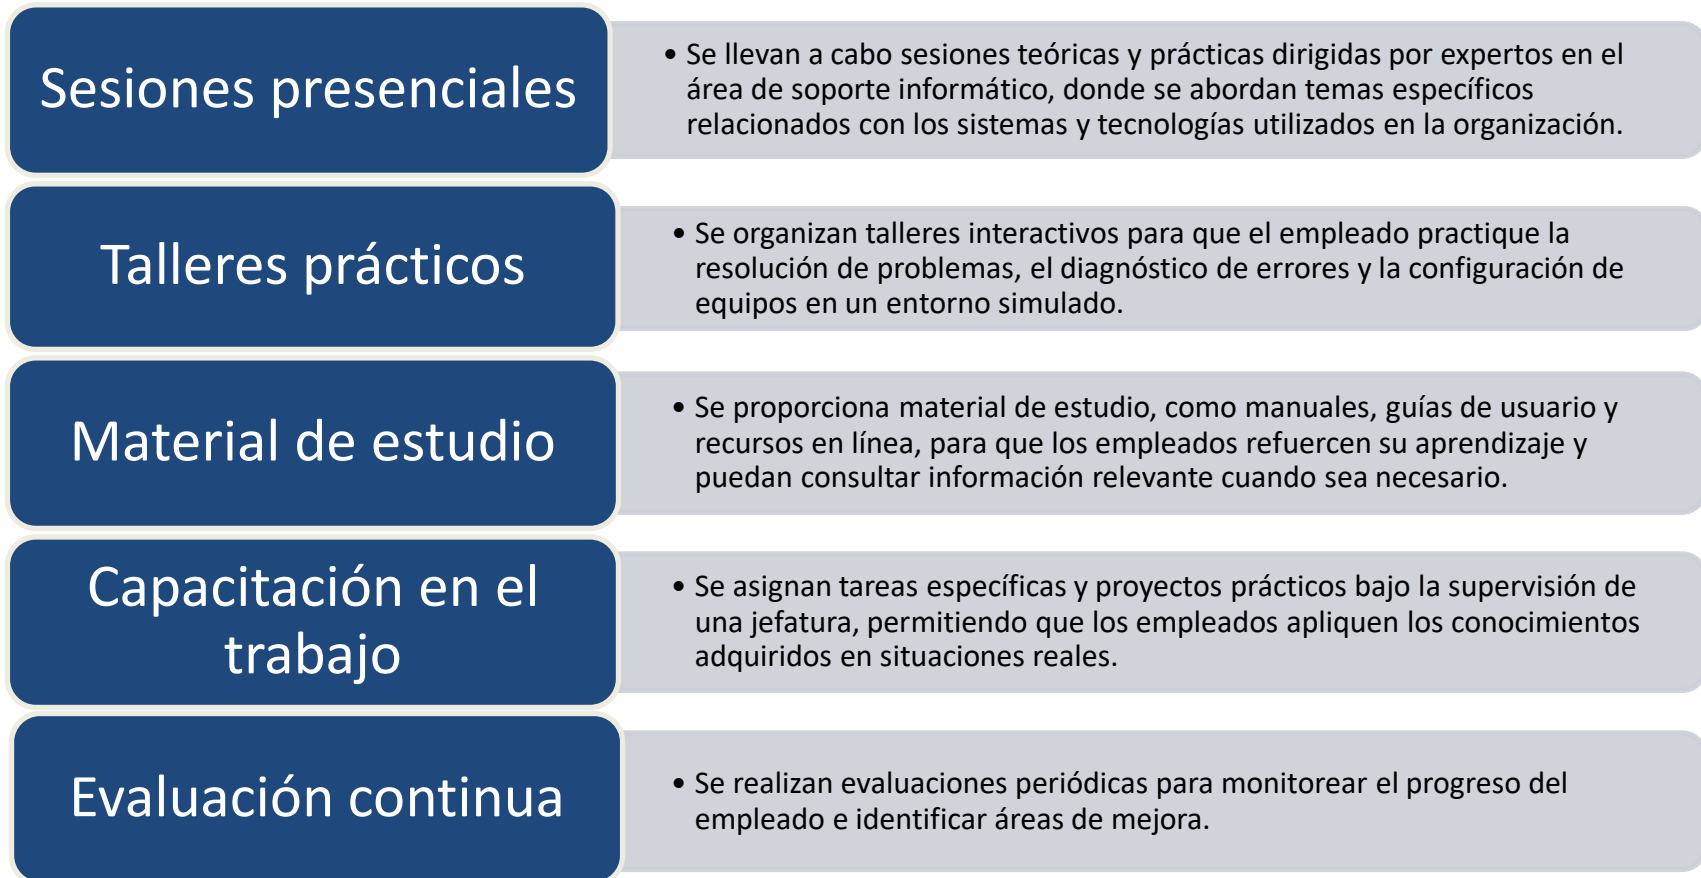 Sesiones presenciales
• Se llevan a cabo sesiones teóricas y prácticas dirigidas por expertos en el
área de soporte informático, donde se abordan temas específicos
relacionados con los sistemas y tecnologías utilizados en la organización.
Talleres prácticos
• Se organizan talleres interactivos para que el empleado practique la
resolución de problemas, el diagnóstico de errores y la configuración de
equipos en un entorno simulado.
Material de estudio
• Se proporciona material de estudio, como manuales, guías de usuario y
recursos en línea, para que los empleados refuercen su aprendizaje y
puedan consultar información relevante cuando sea necesario.
Capacitación en el
trabajo
• Se asignan tareas específicas y proyectos prácticos bajo la supervisión de
una jefatura, permitiendo que los empleados apliquen los conocimientos
adquiridos en situaciones reales.
Evaluación continua
• Se realizan evaluaciones periódicas para monitorear el progreso del
empleado e identificar áreas de mejora.